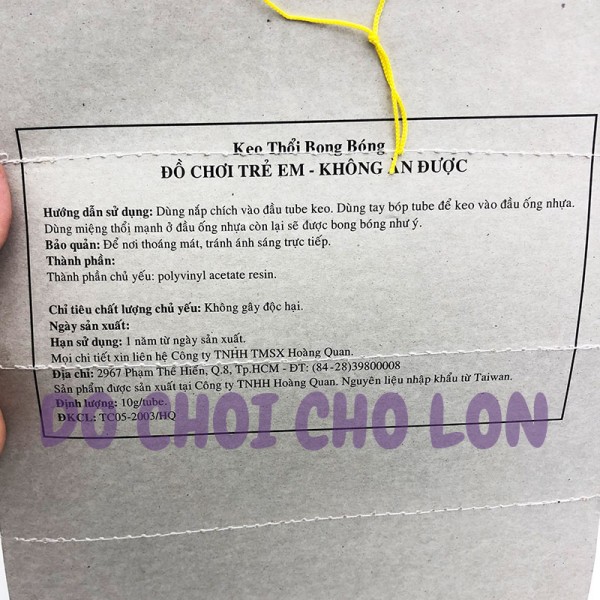 Keo Thổi Bong Bóng
ĐỒ CHƠI TRẺ EM - KHÔNG ĂN ĐƯỢC
Hướng dẫn sử dụng: Dùng nắp chích vào đầu tube keo. Dùng tay bóp tube để keo vào đầu ống nhựa.
Dùng miệng thổi mạnh ở đầu ống nhựa còn lại sẽ được bong bóng như ý.
Bảo quản: Để nơi thoáng mát, tránh ánh sáng trực tiếp.
Thành phần:
Thành phần chủ yếu: polyvinyl acetate resin.
Chỉ tiêu chất lượng chủ yếu: Không gây độc hại.
Ngày sản xuất:
Hạn sử dụng: 1 năm từ ngày sản xuất.
Mọi chi tiết xin liên hệ Công ty TNHH TMSX Hoàng Quan.
Địa chỉ: 2967 Phạm Thế Hiển, Q.8, Tp.HCM - ĐT: (84-28)39800008
Sản phẩm được sản xuất tại Công ty TNHH Hoàng Quan. Nguyên liệu nhập khẩu từ Taiwan.
Định lượng: 10g/tube.
ĐKCL: TC05-2003/HQ
DO CHOI CHO LON